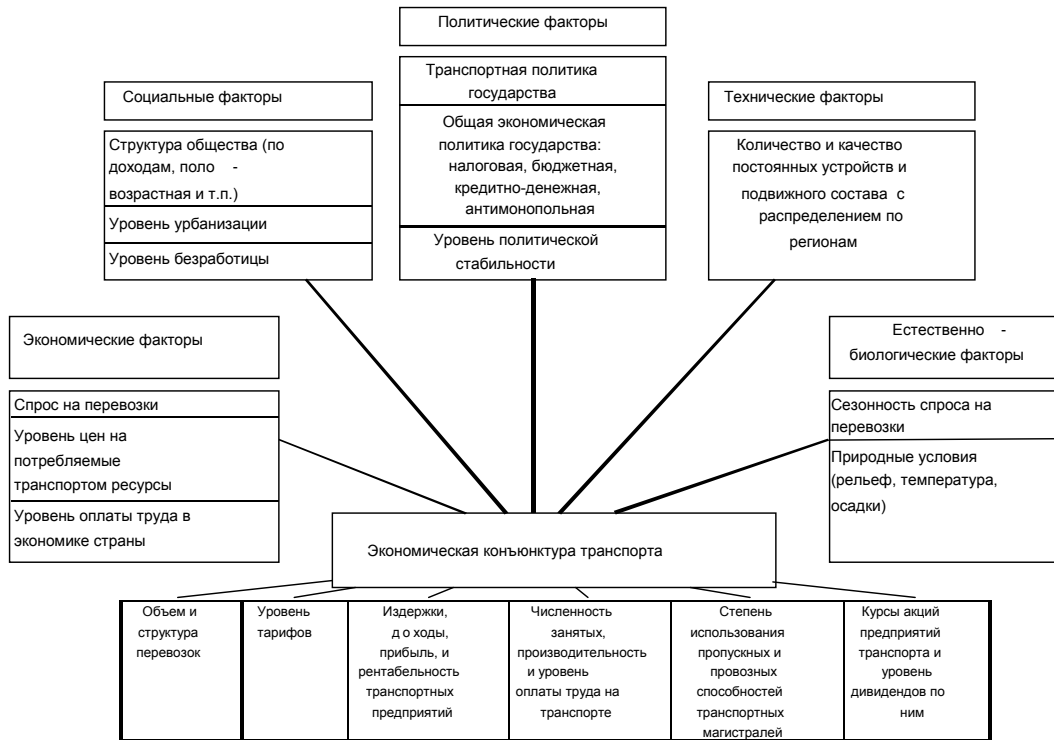 Политические факторы
Транспортная политика
государства
Общая экономическая
политика государства:
налоговая, бюджетная,
кредитно-денежная,
антимонопольная
Уровень политической
стабильности
Социальные факторы
Структура общества (по
доходам, поло -
возрастная и т.п.)
Уровень урбанизации
Уровень безработицы
Технические факторы
Количество и качество
постоянных устройств и
подвижного состава с
распределением по
регионам
Экономические факторы
Спрос на перевозки
Уровень цен на
потребляемые
транспортом ресурсы
Уровень оплаты труда в
экономике страны
Естественно -
биологические факторы
Сезонность спроса на
перевозки
Природные условия
(рельеф, температура,
осадки)
Экономическая конъюнктура транспорта
Объем и
структура
перевозок
Уровень
тарифов
Издержки,
д о ходы,
прибыль, и
рентабельность
транспортных
предприятий
Численность
занятых,
производительность
и уровень
оплаты труда на
транспорте
Степень
использования
пропускных и
провозных
способностей
транспортных
магистралей
Курсы акций
предприятий
транспорта и
уровень
дивидендов по
ним